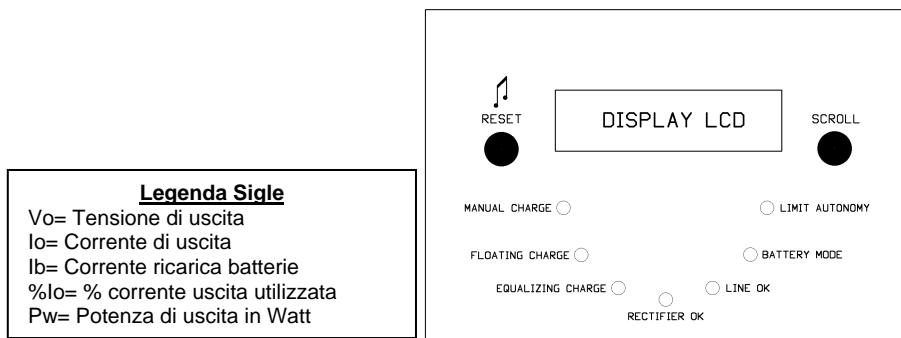 Legenda Sigle
Vo= Tensione di uscita
Io= Corrente di uscita
Ib= Corrente ricarica batterie
%Io= % corrente uscita utilizzata
Pw= Potenza di uscita in Watt
RESET
DISPLAY LCD
SCROLL
MANUAL CHARGE
LIMIT AUTONOMY
FLOATING CHARGE
BATTERY MODE
EQUALIZING CHARGE
LINE OK
RECTIFIER OK